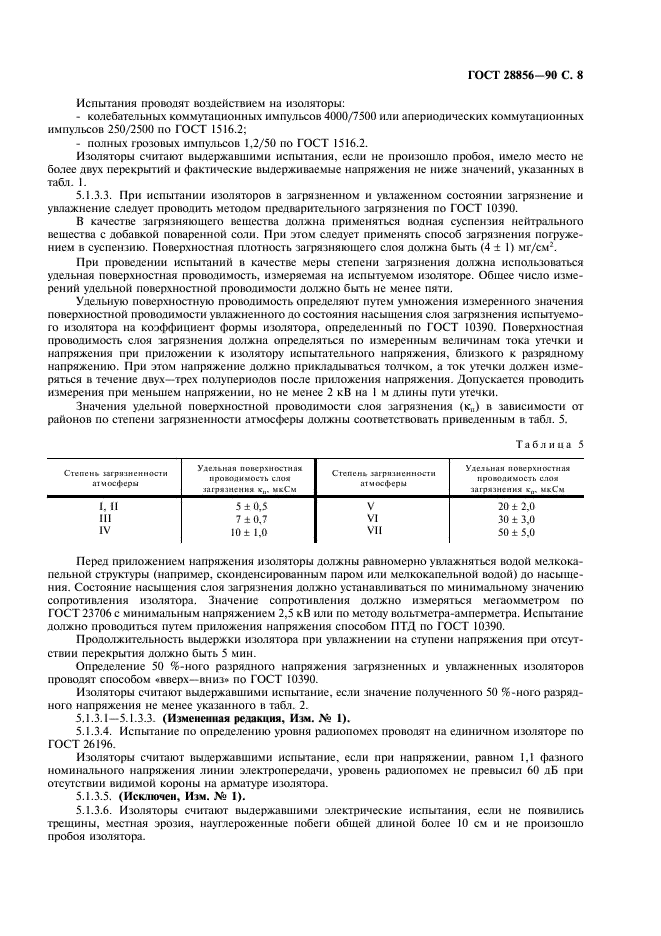 ГОСТ 28856—90 С. 8
Испытания проводят воздействием на изоляторы:
- колебательных коммутационных импульсов 4000/7500 или апериодических коммутационных
импульсов 250/2500 по ГОСТ 1516.2;
- полных грозовых импульсов 1,2/50 по ГОСТ 1516.2.
Изоляторы считают выдержавшими испытания, если не произошло пробоя, имело место не
более двух перекрытий и фактические выдерживаемые напряжения не ниже значений, указанных в
табл. 1.
5.1.3.3. При испытании изоляторов в загрязненном и увлаженном состоянии загрязнение и
увлажнение следует проводить методом предварительного загрязнения по ГОСТ 10390.
В качестве загрязняющего вещества должна применяться водная суспензия нейтрального
вещества с добавкой поваренной соли. При этом следует применять способ загрязнения погруже-
нием в суспензию. Поверхностная плотность загрязняющего слоя должна быть (4 ± 1) мг/см².
При проведении испытаний в качестве меры степени загрязнения должна использоваться
удельная поверхностная проводимость, измеряемая на испытуемом изоляторе. Общее число изме-
рений удельной поверхностной проводимости должно быть не менее пяти.
Удельную поверхностную проводимость определяют путем умножения измеренного значения
поверхностной проводимости увлажненного до состояния насыщения слоя загрязнения испытуемо-
го изолятора на коэффициент формы изолятора, определенный по ГОСТ 10390. Поверхностная
проводимость слоя загрязнения должна определяться по измеренным величинам тока утечки и
напряжения при приложении к изолятору испытательного напряжения, близкого к разрядному
напряжению. При этом напряжение должно прикладываться толчком, а ток утечки должен изме-
ряться в течение двух—трех полупериодов после приложения напряжения. Допускается проводить
измерения при меньшем напряжении, но не менее 2 кВ на 1 м длины пути утечки.
Значения удельной поверхностной проводимости слоя загрязнения (κп) в зависимости от
районов по степени загрязненности атмосферы должны соответствовать приведенным в табл. 5.
Таблица 5
Степень загрязненности
атмосферы
Удельная поверхностная
проводимость слоя
загрязнения κп, мкСм
Степень загрязненности
атмосферы
Удельная поверхностная
проводимость слоя
загрязнения κп, мкСм
I, II 5 ± 0,5 V 20 ± 2,0
III 7 ± 0,7 VI 30 ± 3,0
IV 10 ± 1,0 VII 50 ± 5,0
Перед приложением напряжения изоляторы должны равномерно увлажняться водой мелкока-
пельной структуры (например, сконденсированным паром или мелкокапельной водой) до насыще-
ния. Состояние насыщения слоя загрязнения должно устанавливаться по минимальному значению
сопротивления изолятора. Значение сопротивления должно измеряться мегаомметром по
ГОСТ 23706 с минимальным напряжением 2,5 кВ или по методу вольтметра-амперметра. Испытание
должно проводиться путем приложения напряжения способом ПТД по ГОСТ 10390.
Продолжительность выдержки изолятора при увлажнении на ступени напряжения при отсут-
ствии перекрытия должно быть 5 мин.
Определение 50 %-ного разрядного напряжения загрязненных и увлажненных изоляторов
проводят способом «вверх—вниз» по ГОСТ 10390.
Изоляторы считают выдержавшими испытание, если значение полученного 50 %-ного разряд-
ного напряжения не менее указанного в табл. 2.
5.1.3.1—5.1.3.3. (Измененная редакция, Изм. № 1).
5.1.3.4. Испытание по определению уровня радиопомех проводят на единичном изоляторе по
ГОСТ 26196.
Изоляторы считают выдержавшими испытание, если при напряжении, равном 1,1 фазного
номинального напряжения линии электропередачи, уровень радиопомех не превысил 60 дБ при
отсутствии видимой короны на арматуре изолятора.
5.1.3.5. (Исключен, Изм. № 1).
5.1.3.6. Изоляторы считают выдержавшими электрические испытания, если не появились
трещины, местная эрозия, науглероженные побеги общей длиной более 10 см и не произошло
пробоя изолятора.